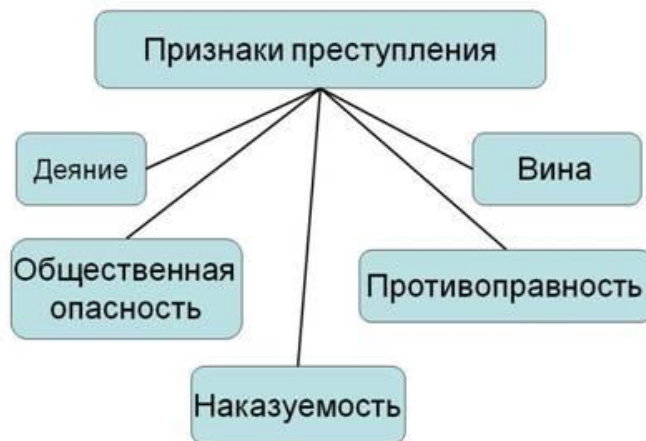 Признаки преступления
Деяние
Вина
Общественная
опасность
Противоправность
Наказуемость